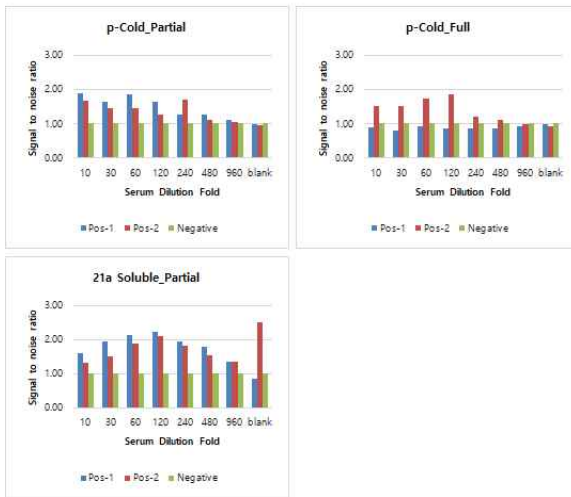 p-Cold_Partial
Signal to noise ratio
3.00
2.00
1.00
0.00
10 30 60 120 240 480 960 blank
Serum Dilution Fold
Pos-1 Pos-2 Negative
p-Cold_Full
Signal to noise ratio
3.00
2.00
1.00
0.00
10 30 60 120 240 480 960 blank
Serum Dilution Fold
Pos-1 Pos-2 Negative
21a Soluble_Partial
Signal to noise ratio
3.00
2.00
1.00
0.00
10 30 60 120 240 480 960 blank
Serum Dilution Fold
Pos-1 Pos-2 Negative